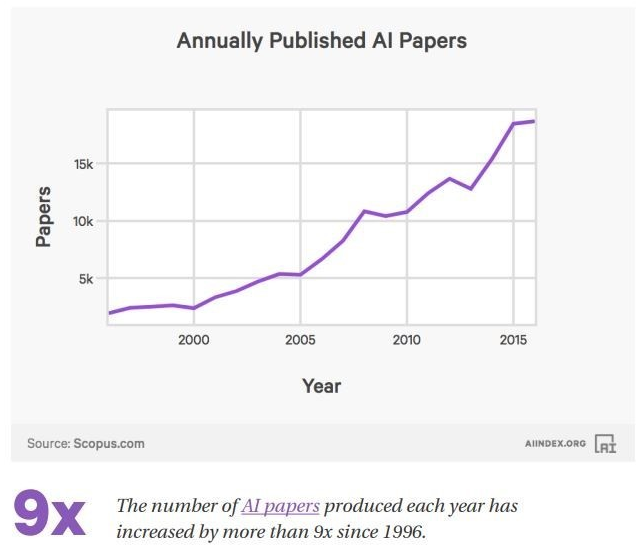 Annually Published AI Papers
15k
10k
5k
Papers
2000 2005 2010 2015
Year
Source: Scopus.com
AIINDEX.ORG AI
9x
The number of AI papers produced each year has
increased by more than 9x since 1996.